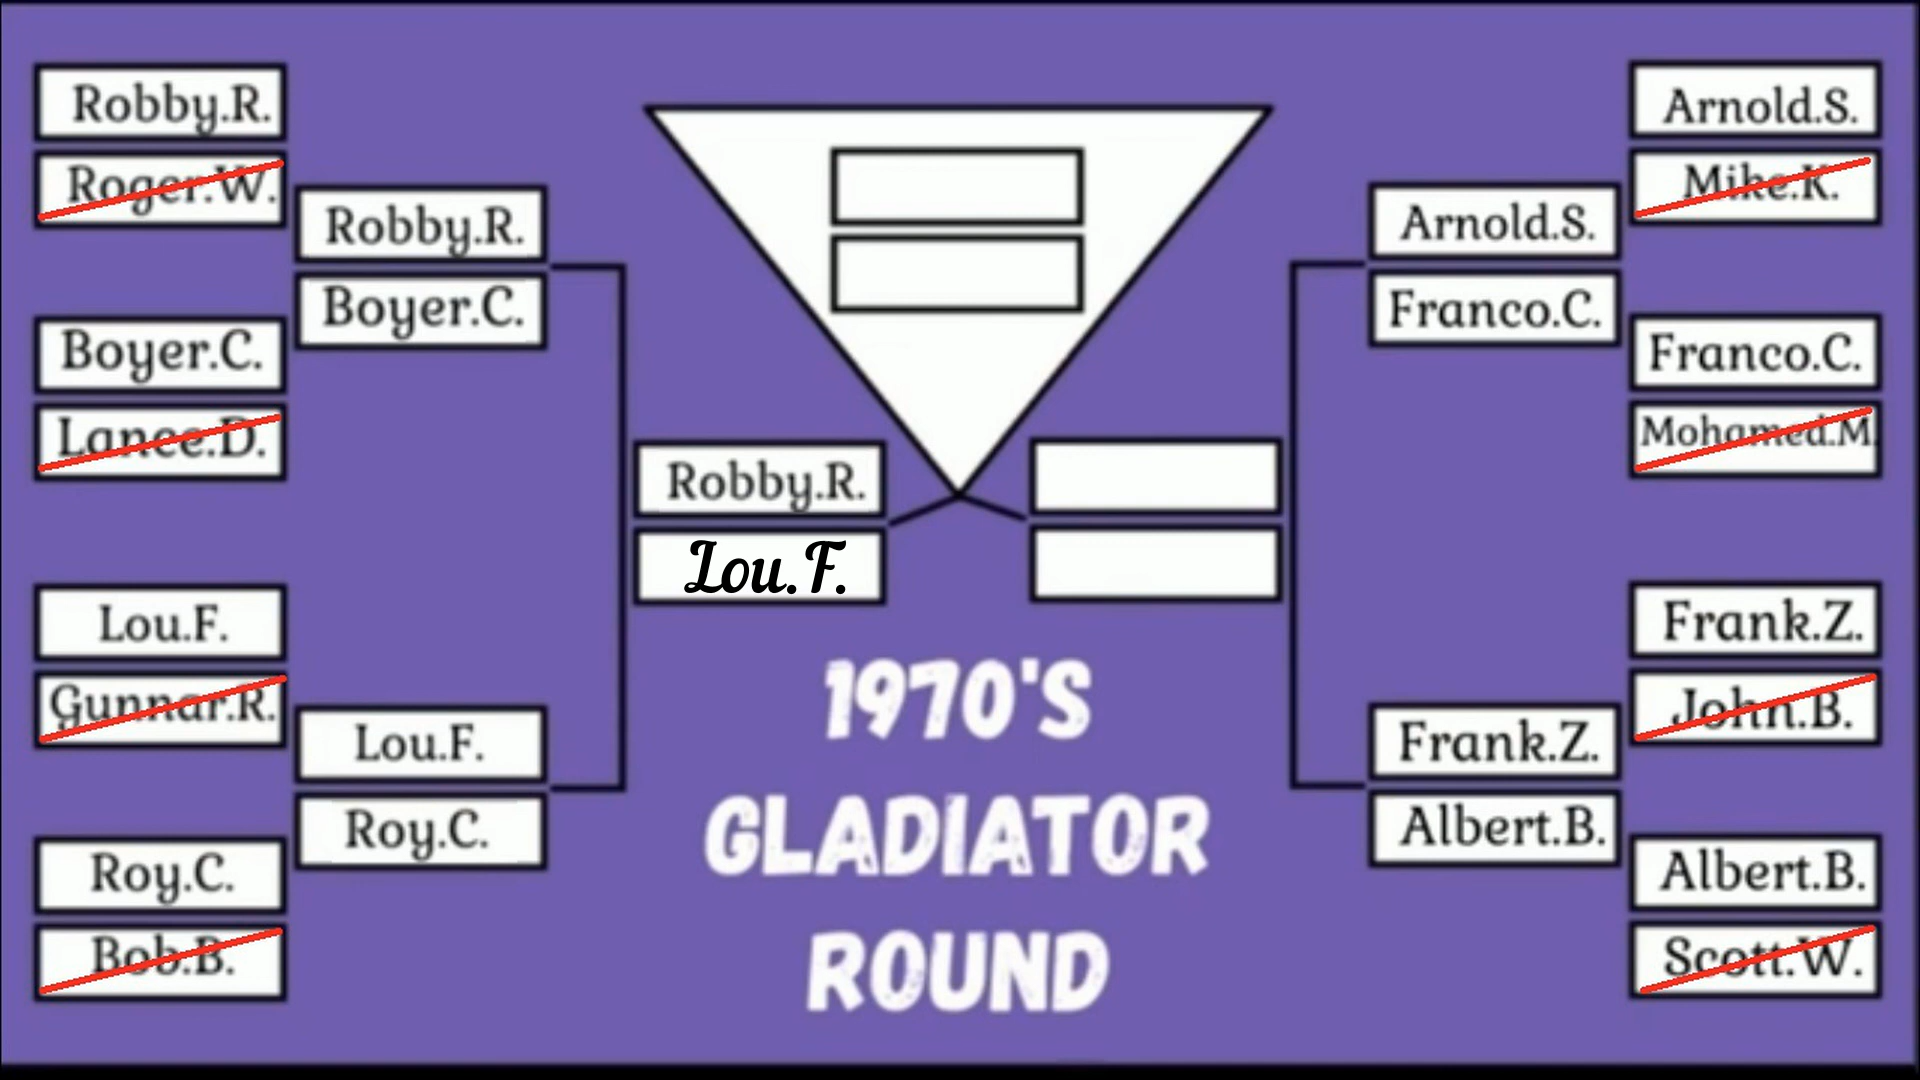 Robby.R.
Roger.W.
Robby.R.
Boyer.C.
Boyer.C.
Lance.D.
Lou.F.
Gunnar.R.
Lou.F.
Roy.C.
Roy.C.
Bob.B.
Robby.R.
Lou.F.
1970'S
GLADIATOR
ROUND
Arnold.S.
Mike.K.
Arnold.S.
Franco.C.
Franco.C.
Mohamed.M.
Frank.Z.
John.B.
Frank.Z.
Albert.B.
Albert.B.
Scott.W.